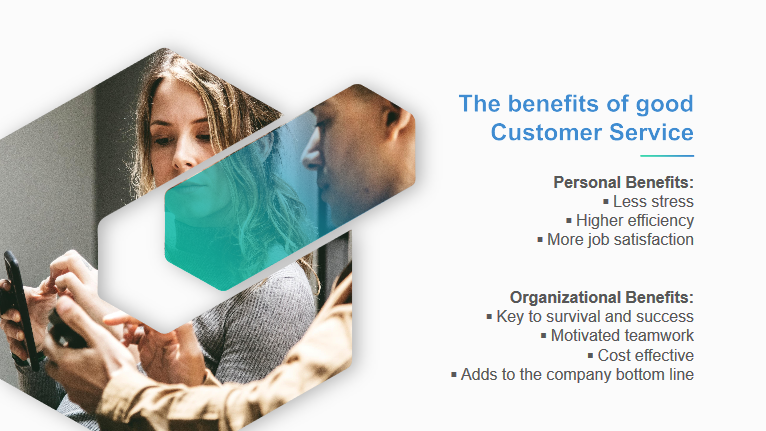 The benefits of good
Customer Service
Personal Benefits:
▪ Less stress
▪ Higher efficiency
▪ More job satisfaction
Organizational Benefits:
▪ Key to survival and success
▪ Motivated teamwork
▪ Cost effective
▪ Adds to the company bottom line